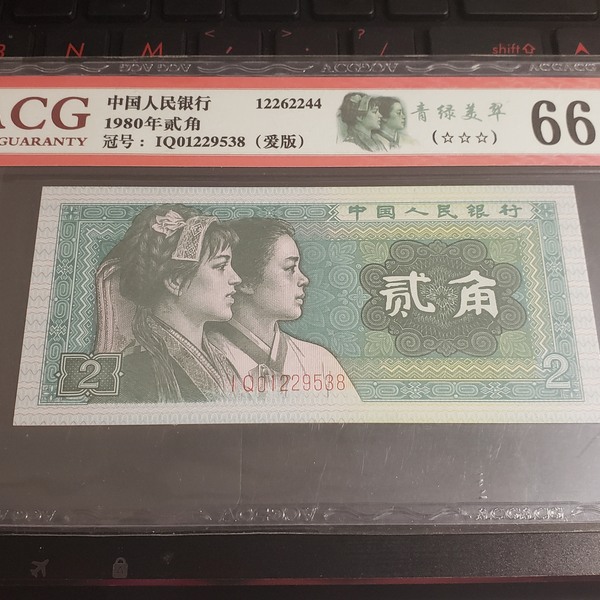 M < > ?
shift
ACG
GUARANTY
中国人民银行 12262244
1980年贰角
冠号：IQ01229538（爱版）
青绿美翠
(☆☆☆)
66
中国人民银行
贰角
2 2
IQ01229538